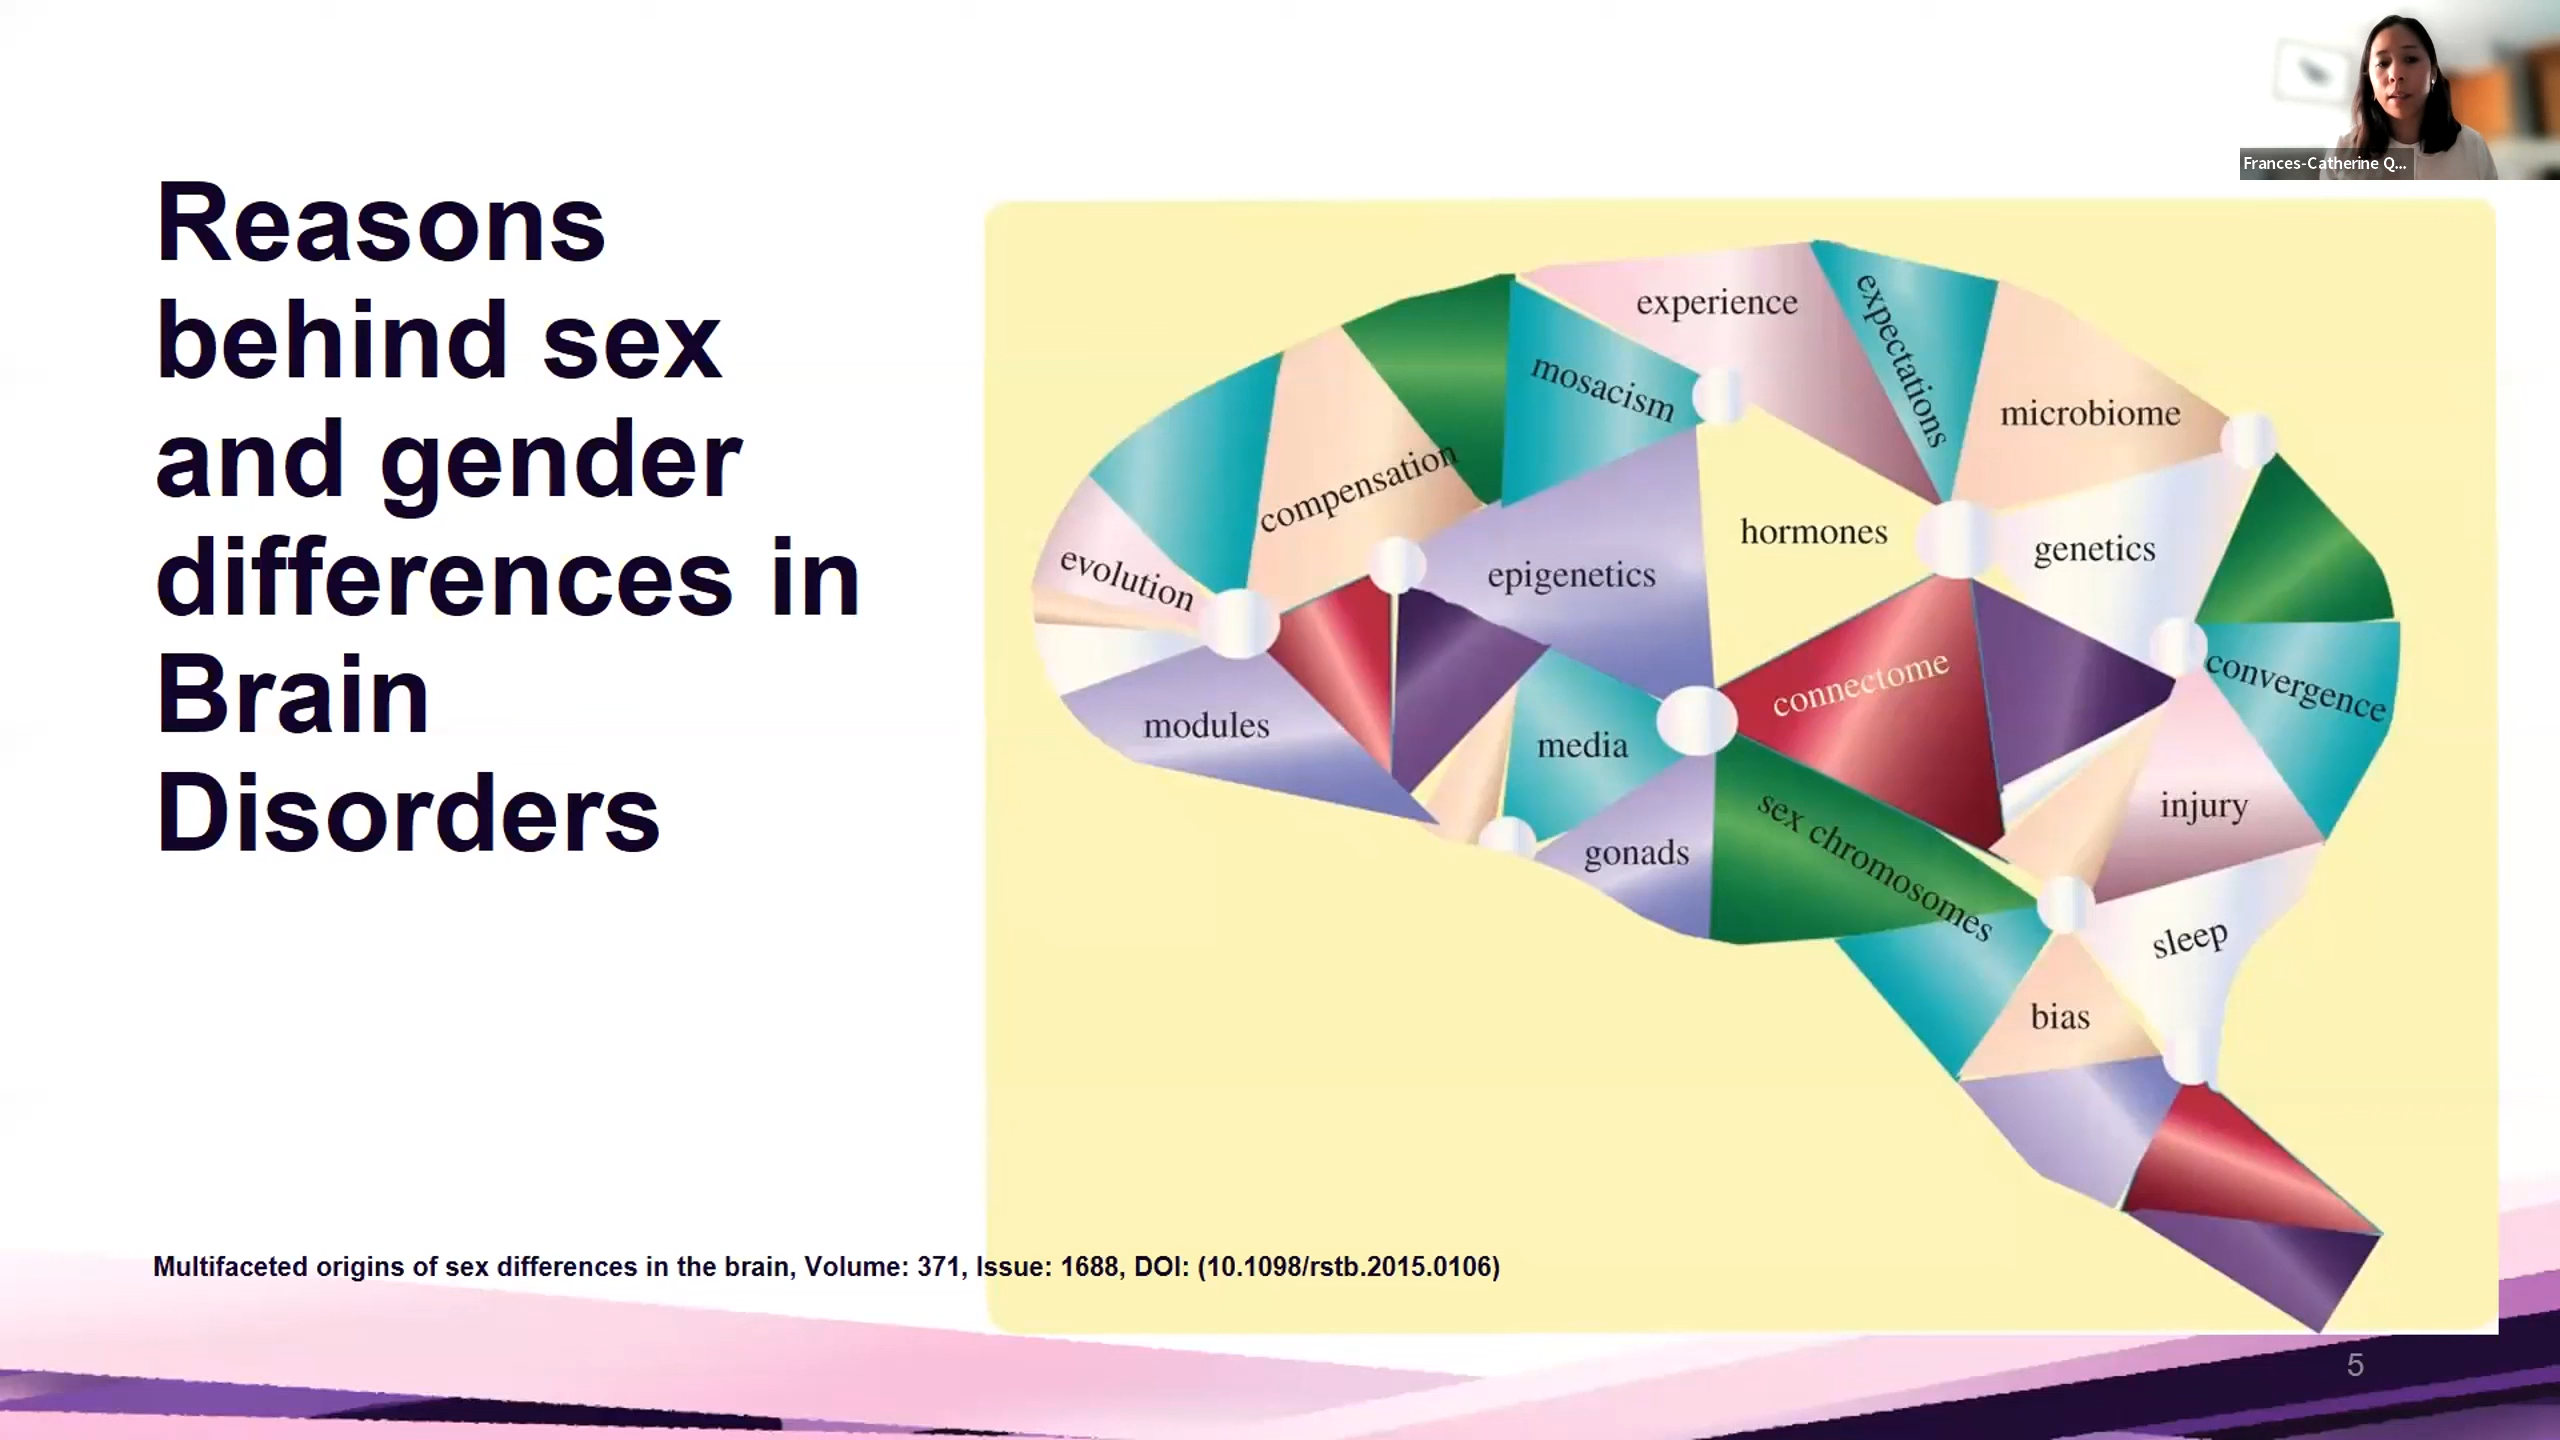 Frances-Catherine Q...
Reasons
behind sex
and gender
differences in
Brain
Disorders
experience
expectations
mosacism
microbiome
compensation
hormones
genetics
epigenetics
evolution
connectome
convergence
modules
media
injury
sex chromosomes
gonads
sleep
bias
Multifaceted origins of sex differences in the brain, Volume: 371, Issue: 1688, DOI: (10.1098/rstb.2015.0106)
5